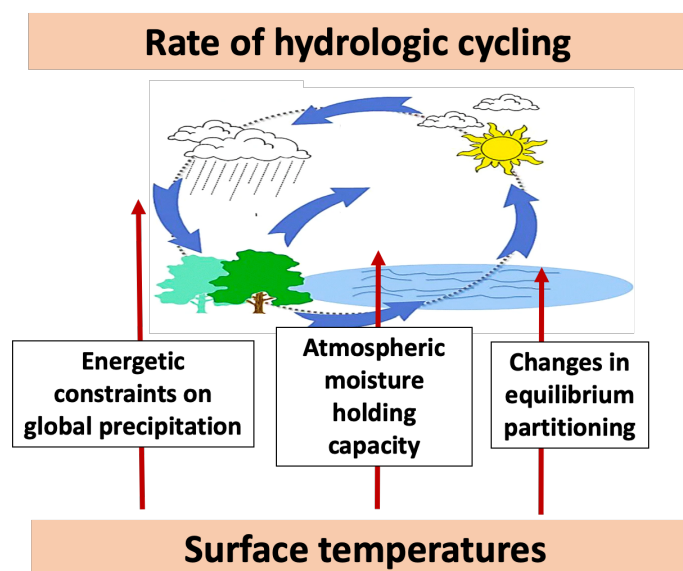 Rate of hydrologic cycling
Energetic
constraints on
global precipitation
Atmospheric
moisture
holding
capacity
Changes in
equilibrium
partitioning
Surface temperatures